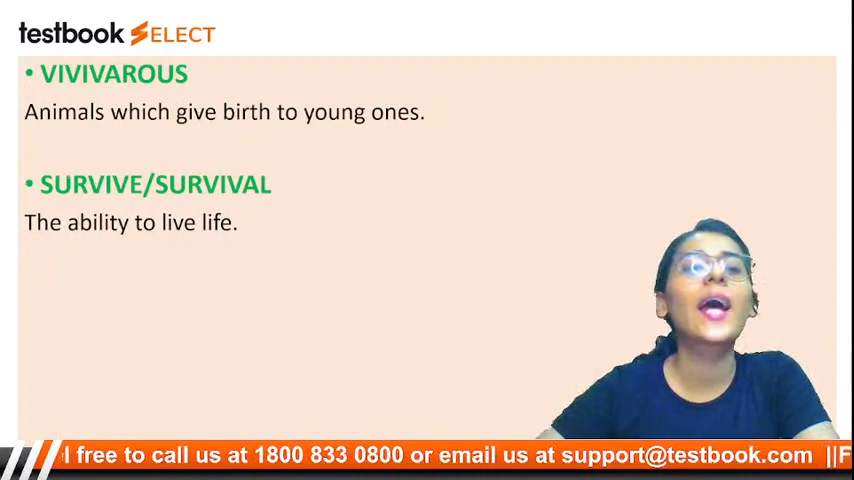 testbook SELECT
• VIVIVAROUS
Animals which give birth to young ones.
• SURVIVE/SURVIVAL
The ability to live life.
l free to call us at 1800 833 0800 or email us at support@testbook.com ||F